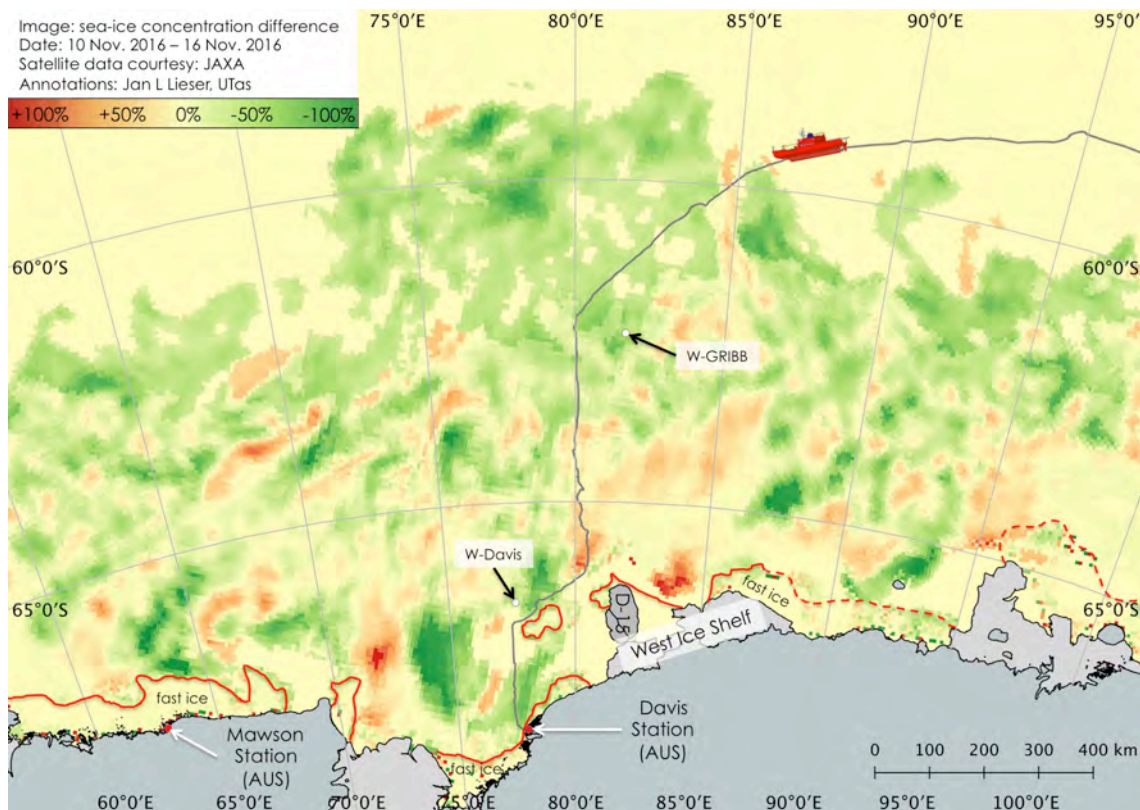 Image: sea-ice concentration difference
Date: 10 Nov. 2016 – 16 Nov. 2016
Satellite data courtesy: JAXA
Annotations: Jan L Lieser, UTas
+100% +50% 0% -50% -100%
75°0'E 80°0'E 85°0'E 90°0'E 95°0'
60°0'S 60°0'S
W-GRIBB
W-Davis
65°0'S 65°0'S
fast ice
D-15
West Ice Shelf
fast ice
Mawson
Station
(AUS)
Davis
Station
(AUS)
fast ice
0 100 200 300 400 km
60°0'E 65°0'E 70°0'E 75°0'E 80°0'E 85°0'E 90°0'E 95°0'E 100°0'E